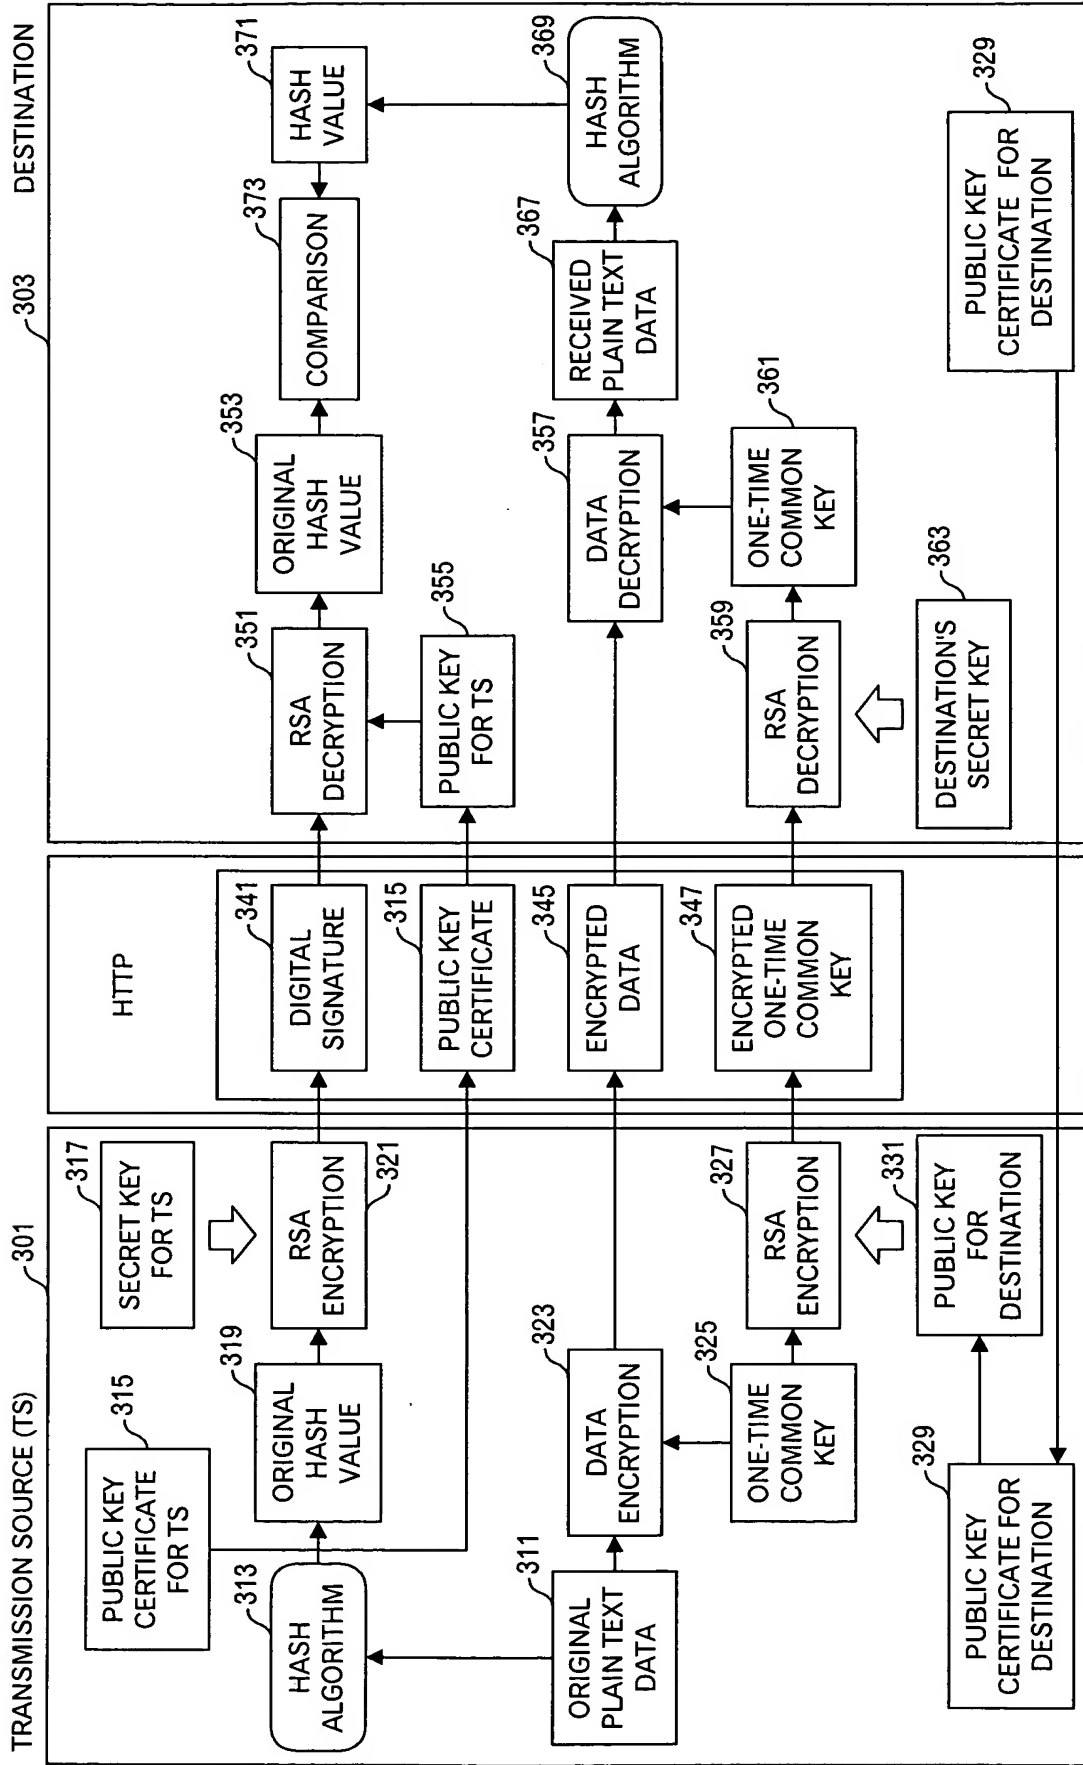 TRANSMISSION SOURCE (TS)
301
HTTP
303
DESTINATION
PUBLIC KEY
CERTIFICATE
FOR TS
315
SECRET KEY
FOR TS
317
HASH
ALGORITHM
313
ORIGINAL
HASH
VALUE
319
RSA
ENCRYPTION
321
DIGITAL
SIGNATURE
341
RSA
DECRYPTION
351
ORIGINAL
HASH
VALUE
353
COMPARISON
373
HASH
VALUE
371
PUBLIC KEY
CERTIFICATE
315
PUBLIC KEY
FOR TS
355
ORIGINAL
PLAIN TEXT
DATA
311
DATA
ENCRYPTION
323
ENCRYPTED
DATA
345
DATA
DECRYPTION
357
RECEIVED
PLAIN TEXT
DATA
367
HASH
ALGORITHM
369
ONE-TIME
COMMON
KEY
325
RSA
ENCRYPTION
327
ENCRYPTED
ONE-TIME
COMMON
KEY
347
RSA
DECRYPTION
359
ONE-TIME
COMMON
KEY
361
PUBLIC KEY
CERTIFICATE FOR
DESTINATION
329
PUBLIC KEY
FOR
DESTINATION
331
DESTINATION'S
SECRET KEY
363
PUBLIC KEY
CERTIFICATE FOR
DESTINATION
329